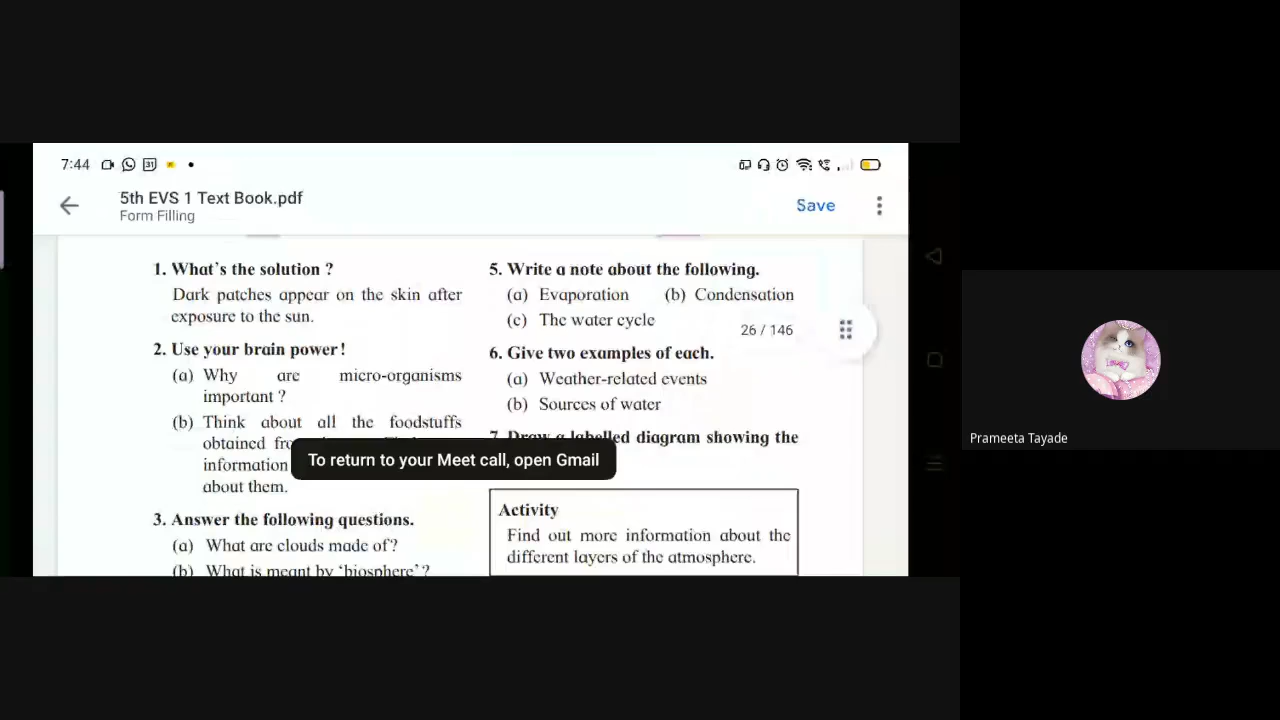 7:44
31
5th EVS 1 Text Book.pdf
Form Filling
Save
1. What's the solution ?
Dark patches appear on the skin after
exposure to the sun.
2. Use your brain power!
(a) Why are micro-organisms
important ?
(b) Think about all the foodstuffs
obtained
information
about them.
3. Answer the following questions.
(a) What are clouds made of?
(b) What is meant by 'biosphere'?
5. Write a note about the following.
(a) Evaporation (b) Condensation
(c) The water cycle
26 / 146
6. Give two examples of each.
(a) Weather-related events
(b) Sources of water
7. Draw a labelled diagram showing the
To return to your Meet call, open Gmail
Activity
Find out more information about the
different layers of the atmosphere.
Prameeta Tayade